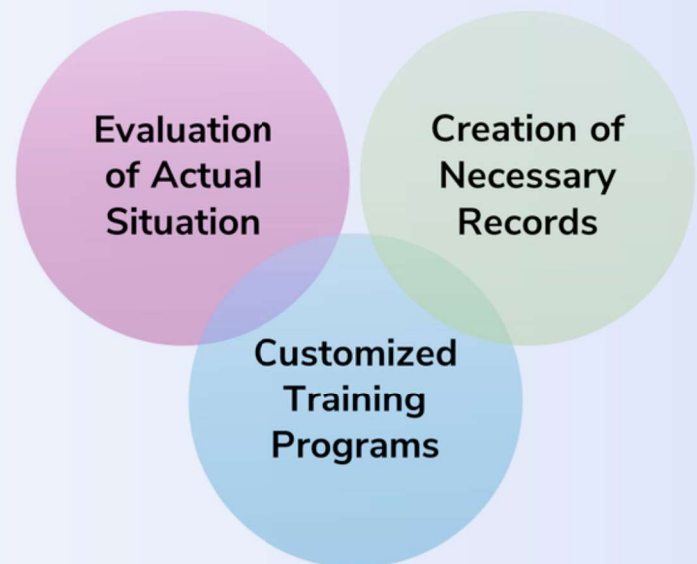 Evaluation
of Actual
Situation
Creation of
Necessary
Records
Customized
Training
Programs